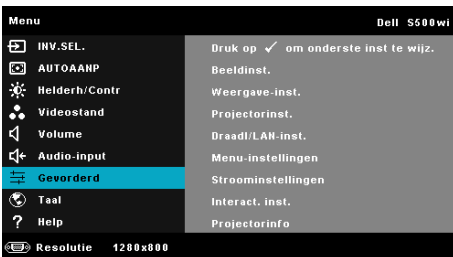 Menu Dell S500wi
INV.SEL. Druk op ✓ om onderste inst te wijz.
AUTOAANP Beeldinst.
Helderh/Contr Weergave-inst.
Videostand Projectorinst.
Volume Draadl/LAN-inst.
Audio-input Menu-instellingen
Gevorderd Stroominstellingen
Taal Interact. inst.
? Help Projectorinfo
Resolutie 1280x800